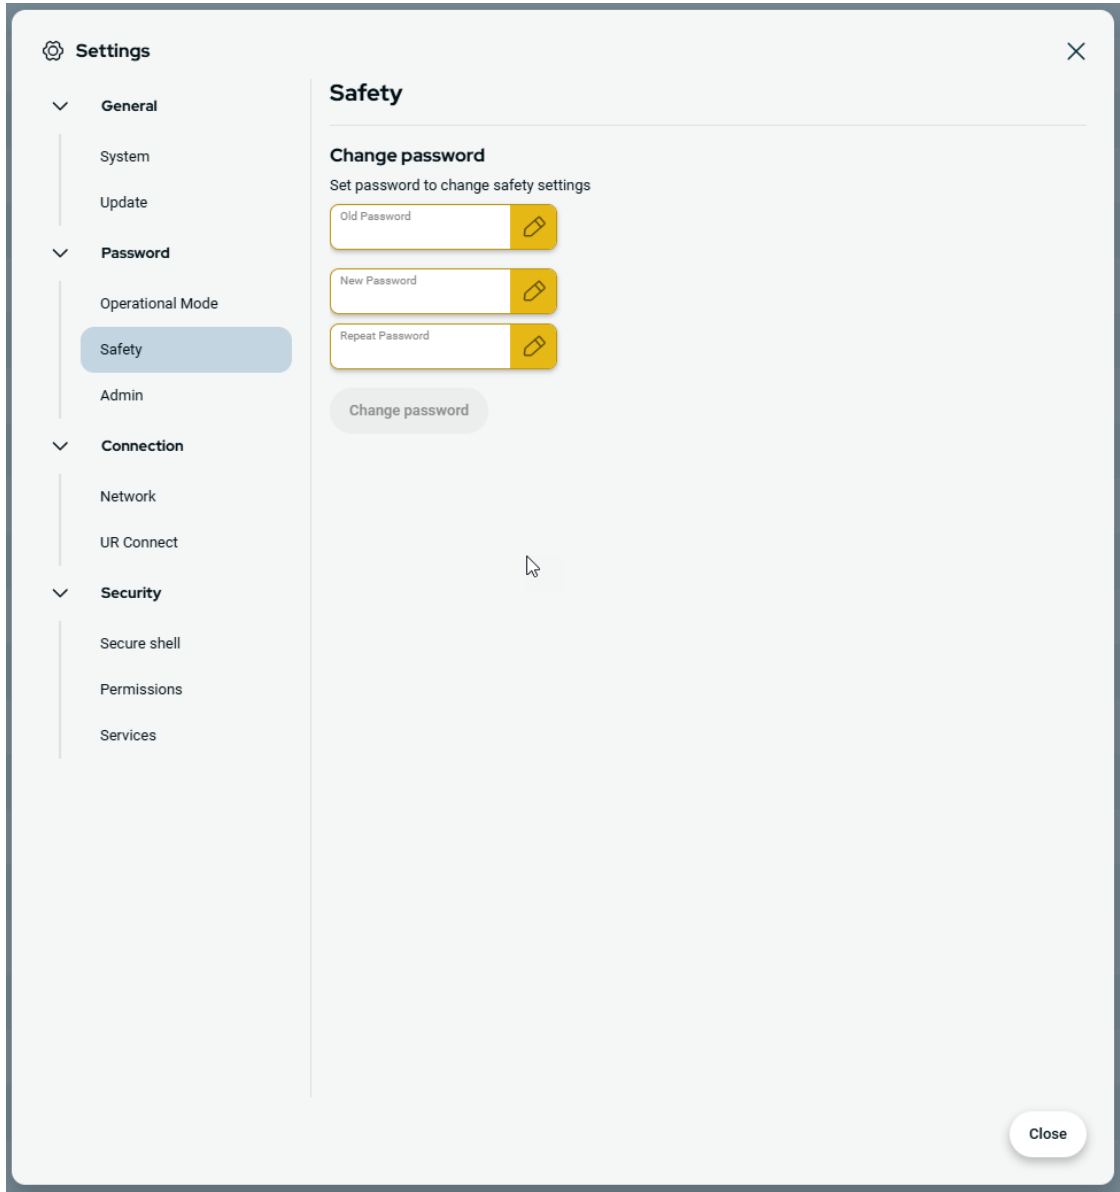 Settings
General
System
Update
Password
Operational Mode
Safety
Admin
Connection
Network
UR Connect
Security
Secure shell
Permissions
Services
Safety
Change password
Set password to change safety settings
Old Password
New Password
Repeat Password
Change password
Close